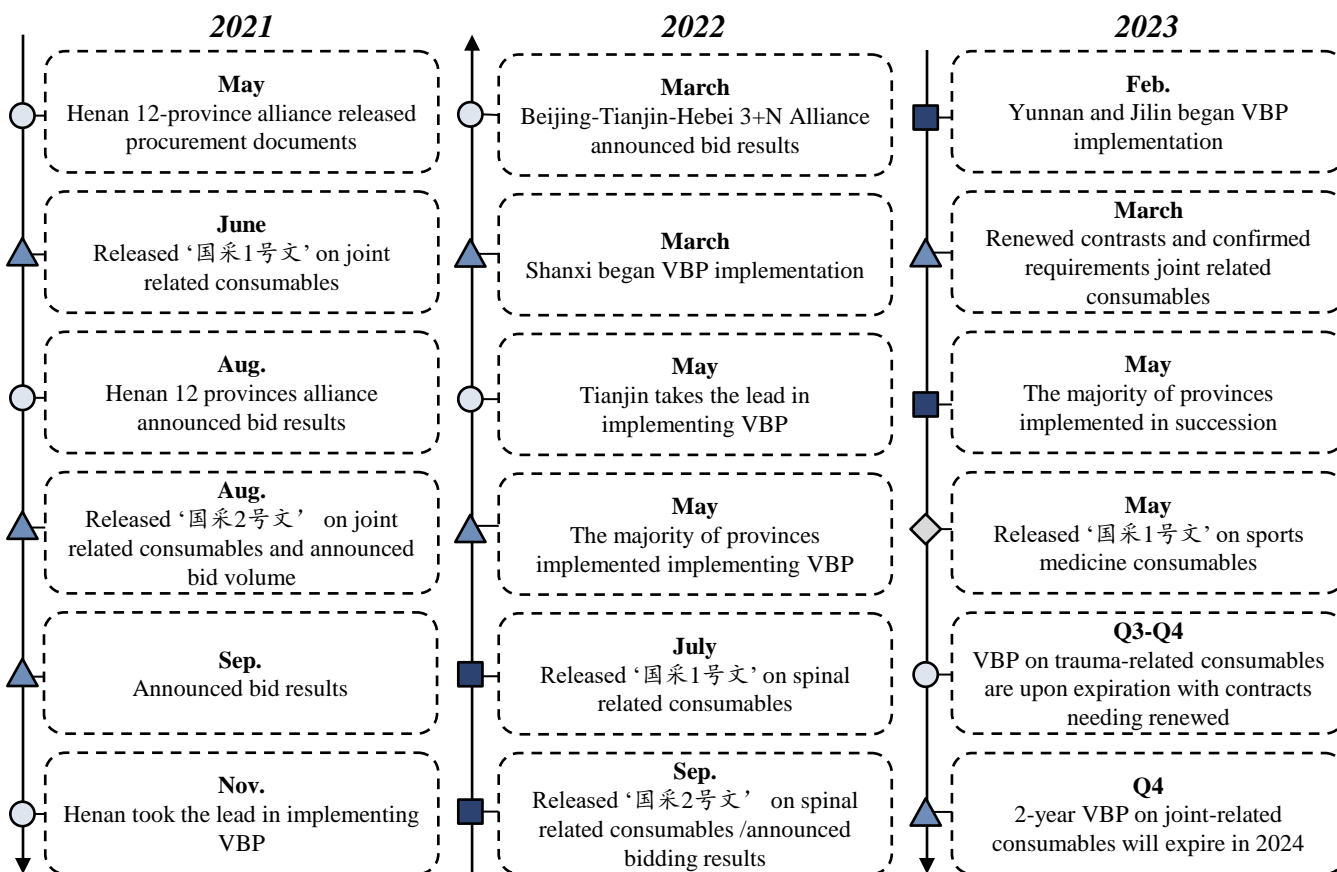 2021
May
Henan 12-province alliance released
procurement documents
June
Released ‘国采1号文’ on joint
related consumables
Aug.
Henan 12 provinces alliance
announced bid results
Aug.
Released ‘国采2号文’ on joint
related consumables and announced
bid volume
Sep.
Announced bid results
Nov.
Henan took the lead in implementing
VBP
2022
March
Beijing-Tianjin-Hebei 3+N Alliance
announced bid results
March
Shanxi began VBP implementation
May
Tianjin takes the lead in
implementing VBP
May
The majority of provinces
implemented implementing VBP
July
Released ‘国采1号文’ on spinal
related consumables
Sep.
Released ‘国采2号文’ on spinal
related consumables /announced
bidding results
2023
Feb.
Yunnan and Jilin began VBP
implementation
March
Renewed contrasts and confirmed
requirements joint related
consumables
May
The majority of provinces
implemented in succession
May
Released ‘国采1号文’ on sports
medicine consumables
Q3-Q4
VBP on trauma-related consumables
are upon expiration with contracts
needing renewed
Q4
2-year VBP on joint-related
consumables will expire in 2024